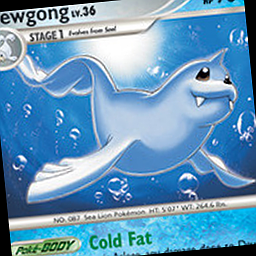 ewgong LV.36
STAGE 1 Evolves from Seel
NO. 087 Sea Lion Pokémon HT: 5'07" WT: 264.6 lbs.
Poké-BODY Cold Fat